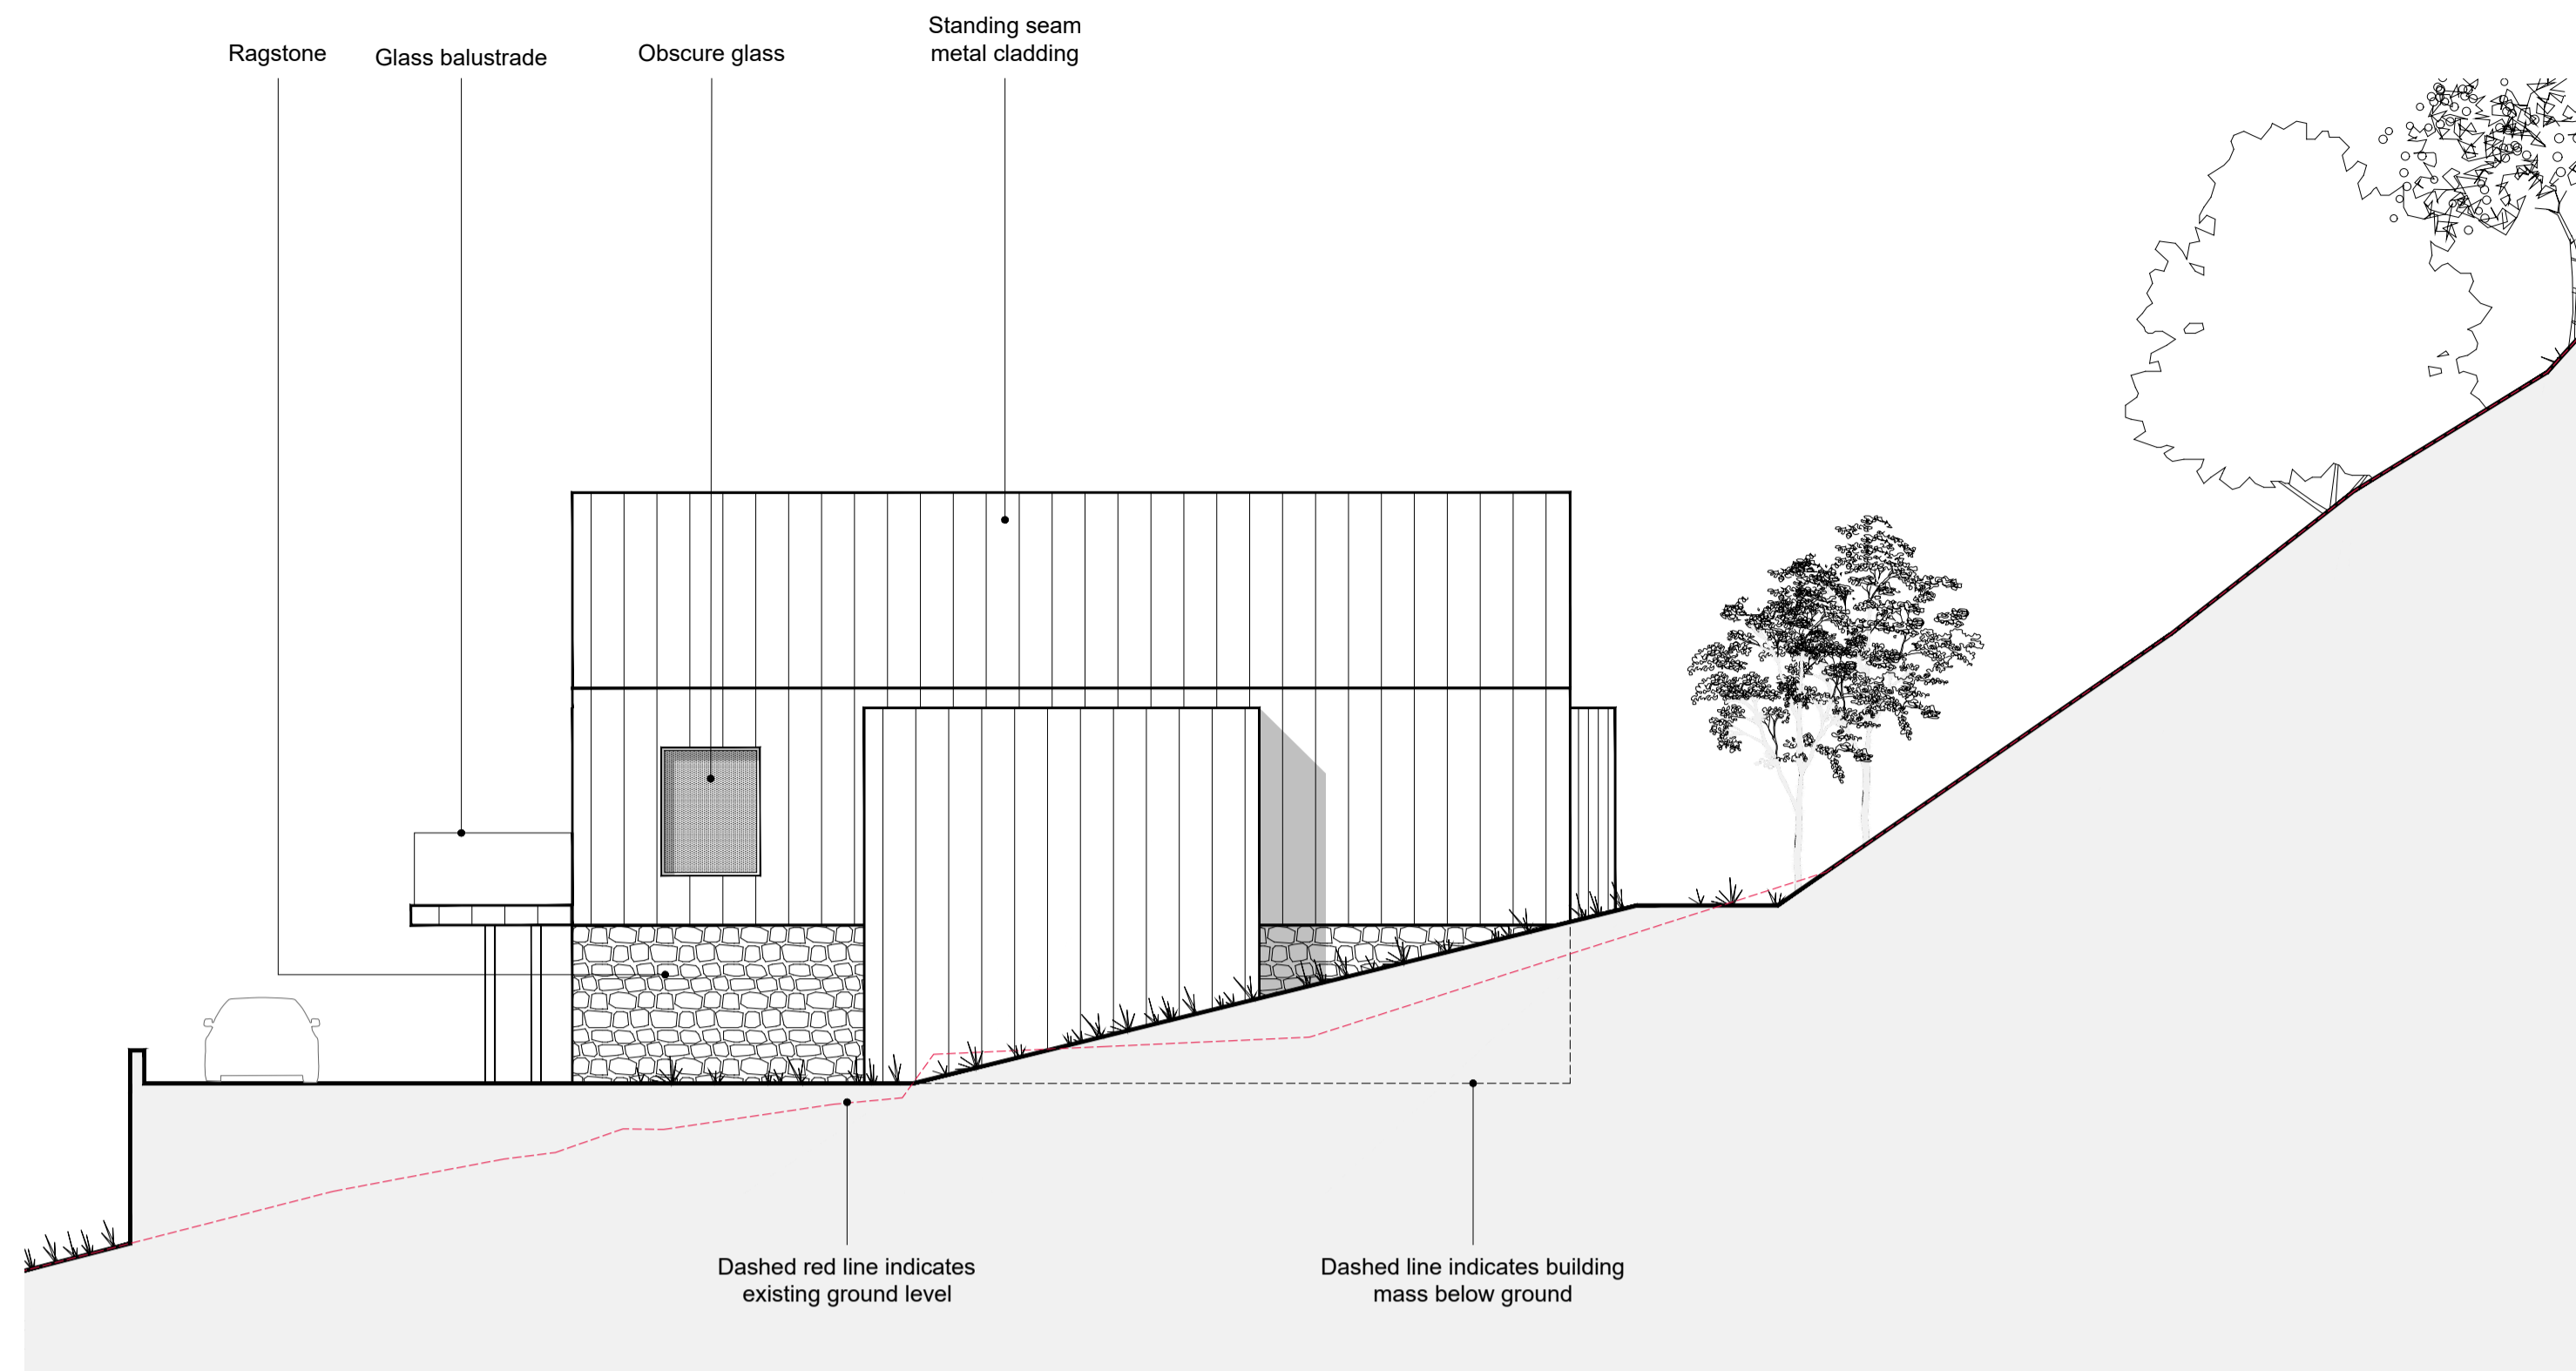 Standing seam
metal cladding
Ragstone
Glass balustrade
Obscure glass
Dashed red line indicates
existing ground level
Dashed line indicates building
mass below ground